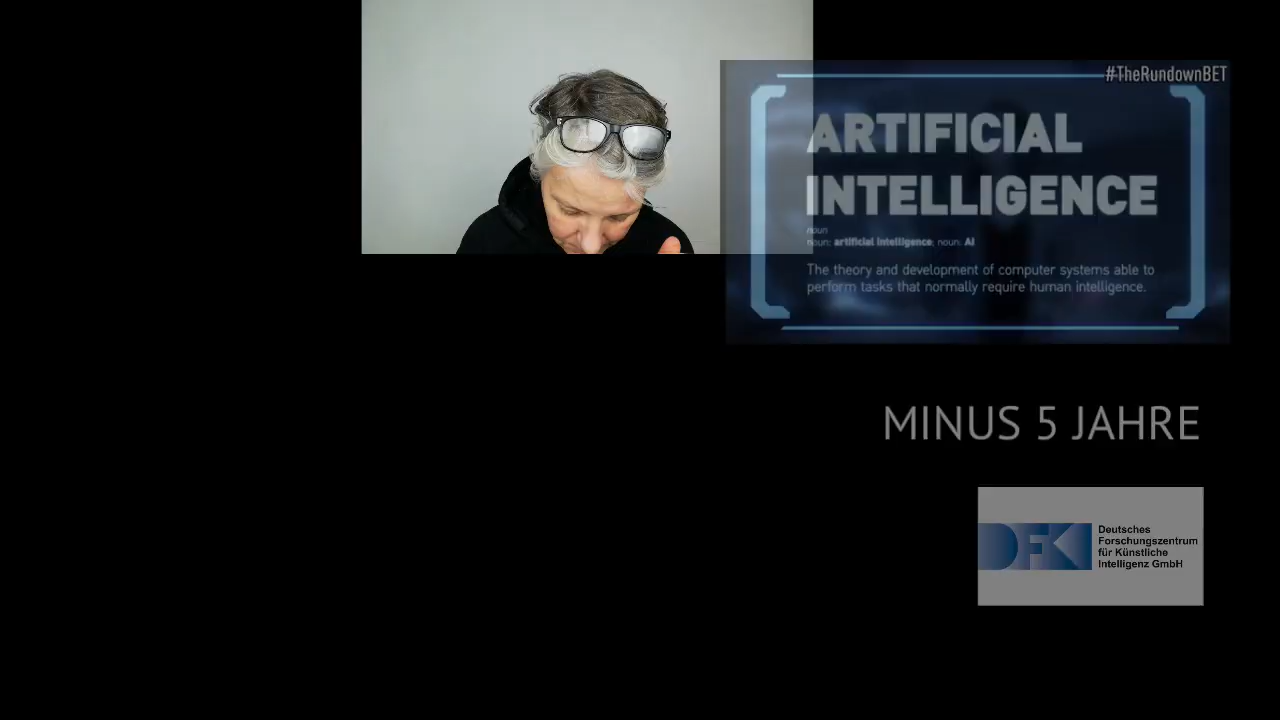 #TheRundownBET
ARTIFICIAL
INTELLIGENCE
noun
noun: artificial intelligence; noun: AI
The theory and development of computer systems able to
perform tasks that normally require human intelligence.
MINUS 5 JAHRE
DFKI
Deutsches
Forschungszentrum
für Künstliche
Intelligenz GmbH